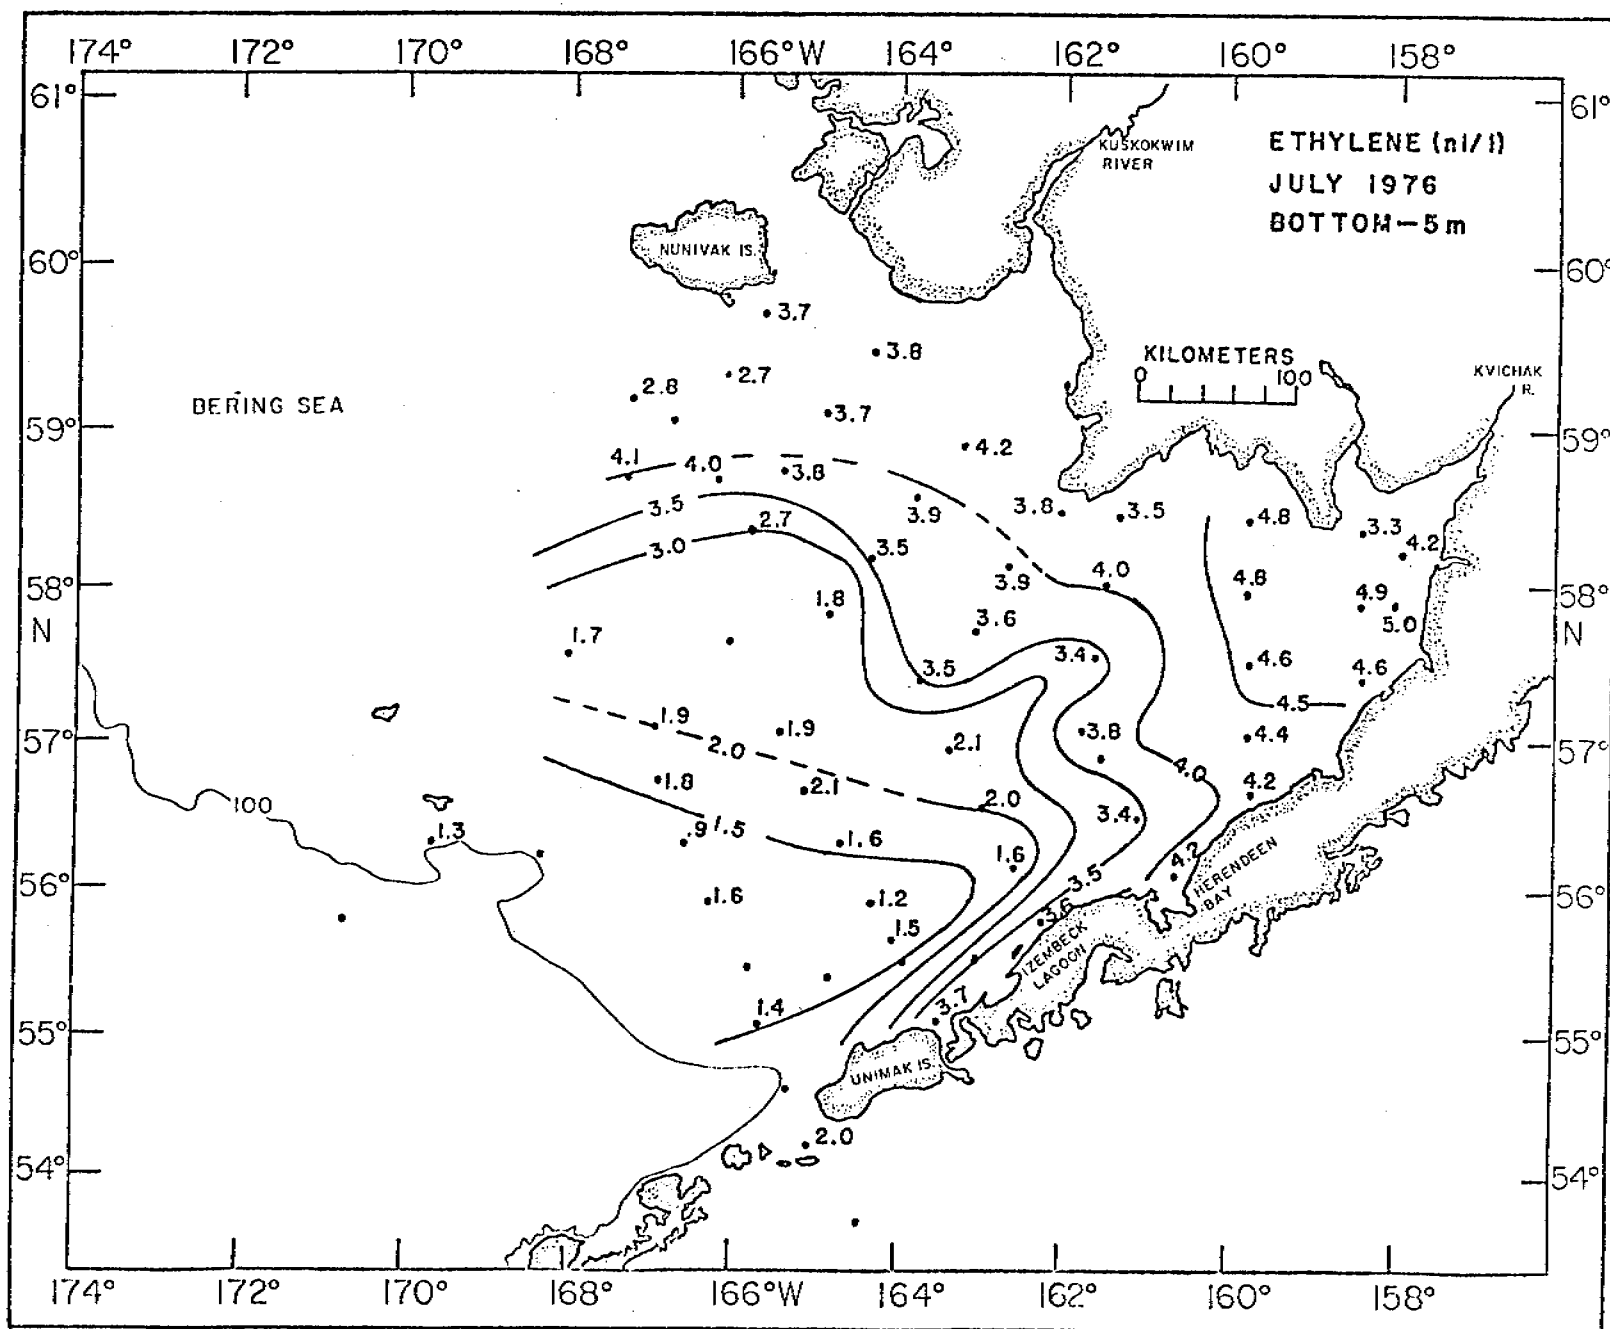 174° 172° 170° 168° 166°W 164° 162° 160° 158°
61° 61°
ETHYLENE (nl/l)
KUSKOKWIM
RIVER
JULY 1976
BOTTOM-5m
NUNIVAK IS.
60° 60°
3.7
3.8
KILOMETERS
0 100
KVICHAK
R.
2.7
2.8
BERING SEA
3.7
59° 59°
4.2
4.1 4.0 3.8
3.5 3.9 3.8 3.5 4.8 3.3
2.7
3.0 3.5 4.2
3.9 4.0 4.8 4.9
58° 58°
N N
1.8 3.6 5.0
1.7
3.5 3.4 4.6 4.6
4.5
1.9 1.9 3.8 4.4
57° 57°
2.0 2.1
1.8 2.1 2.0 4.0 4.2
100
1.3 .9 1.5 1.6 3.4
1.6 4.2
HERENDEEN
BAY
56° 56°
1.6 1.2 3.5
3.6
1.5
IZEMBECK
LAGOON
1.4 3.7
55° 55°
UNIMAK IS.
2.0
54° 54°
174° 172° 170° 168° 166°W 164° 162° 160° 158°